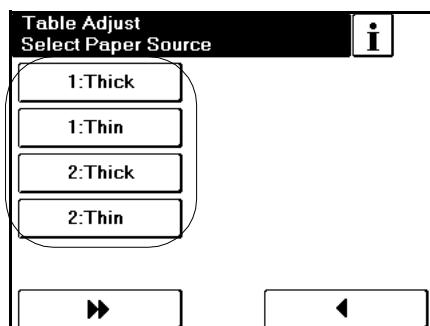 Table Adjust
Select Paper Source
i
1:Thick
1:Thin
2:Thick
2:Thin